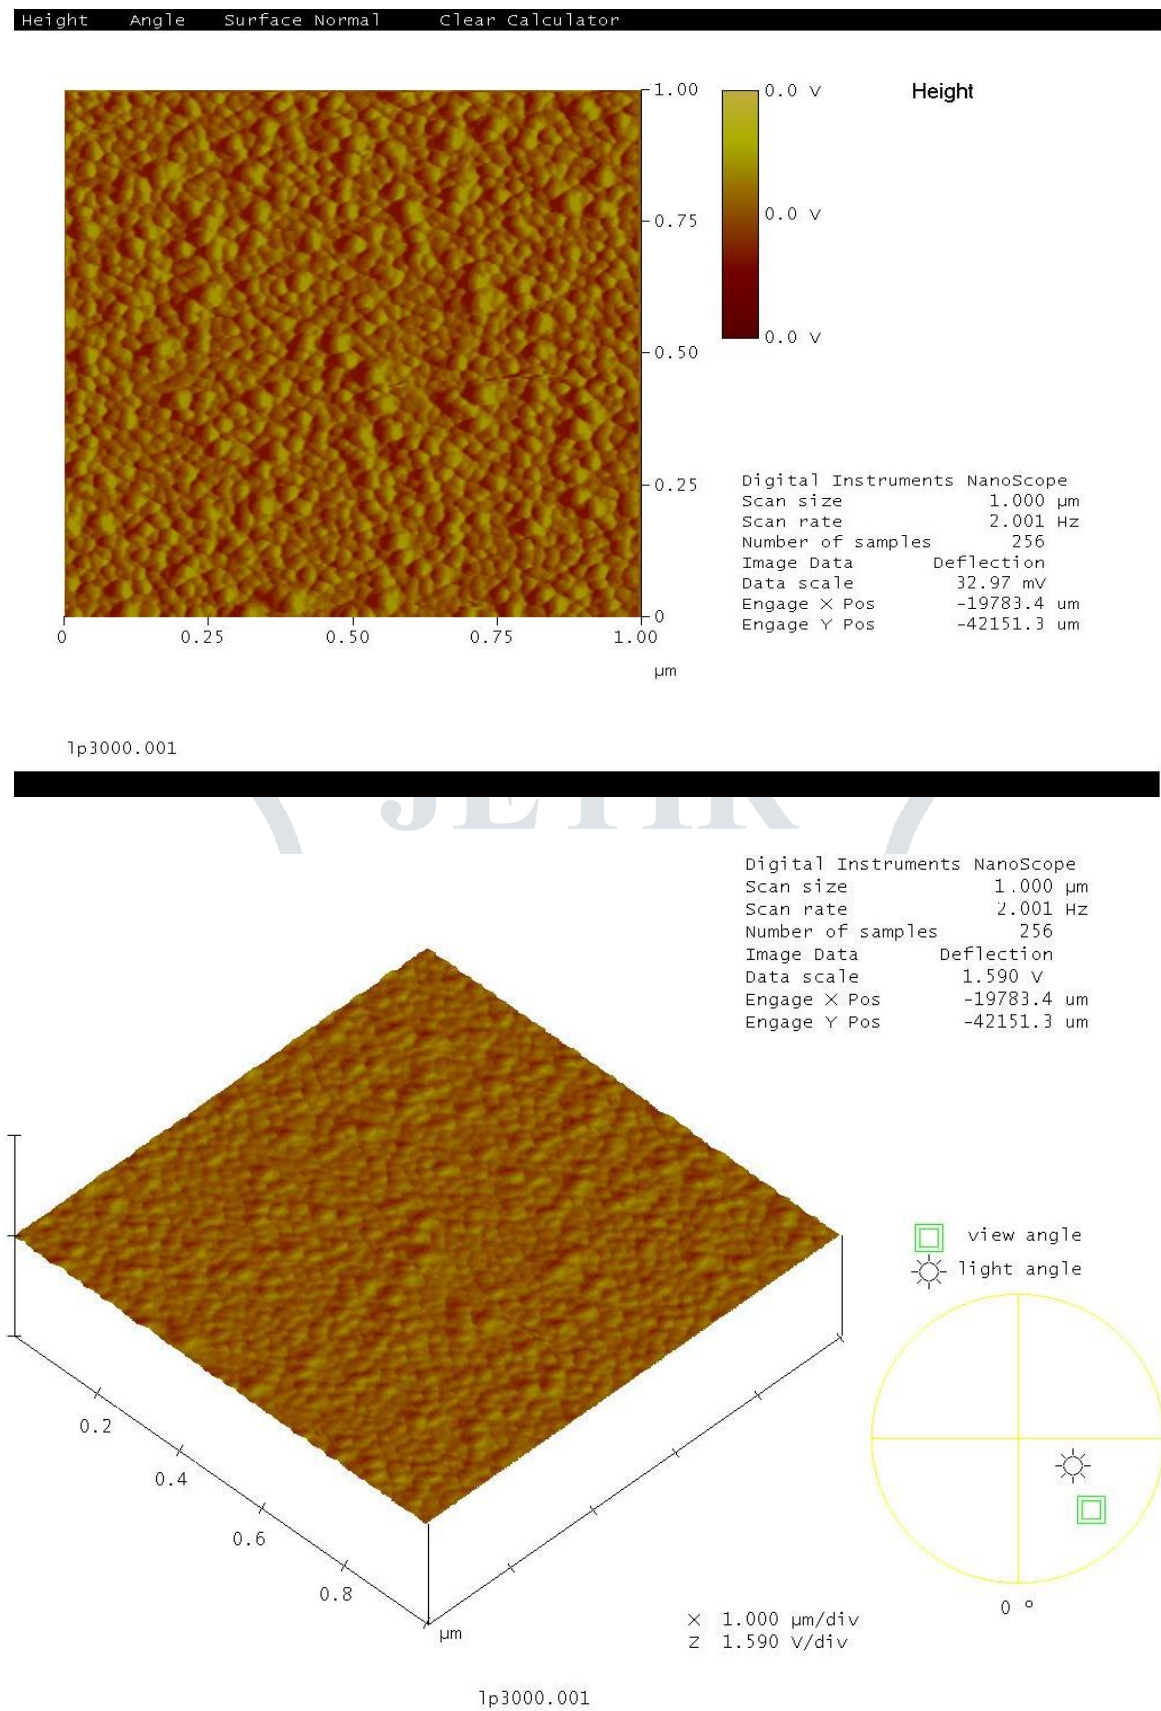 Height Angle Surface Normal Clear Calculator
1.00
0.75
0.50
0.25
0
0 0.25 0.50 0.75 1.00
µm
0.0 V
0.0 V
0.0 V
Height
Digital Instruments NanoScope
Scan size 1.000 µm
Scan rate 2.001 Hz
Number of samples 256
Image Data Deflection
Data scale 32.97 mV
Engage X Pos -19783.4 um
Engage Y Pos -42151.3 um
lp3000.001
JETIR
Digital Instruments NanoScope
Scan size 1.000 µm
Scan rate 2.001 Hz
Number of samples 256
Image Data Deflection
Data scale 1.590 V
Engage X Pos -19783.4 um
Engage Y Pos -42151.3 um
view angle
light angle
0.2
0.4
0.6
0.8
µm
X 1.000 µm/div
Z 1.590 V/div
0 º
lp3000.001